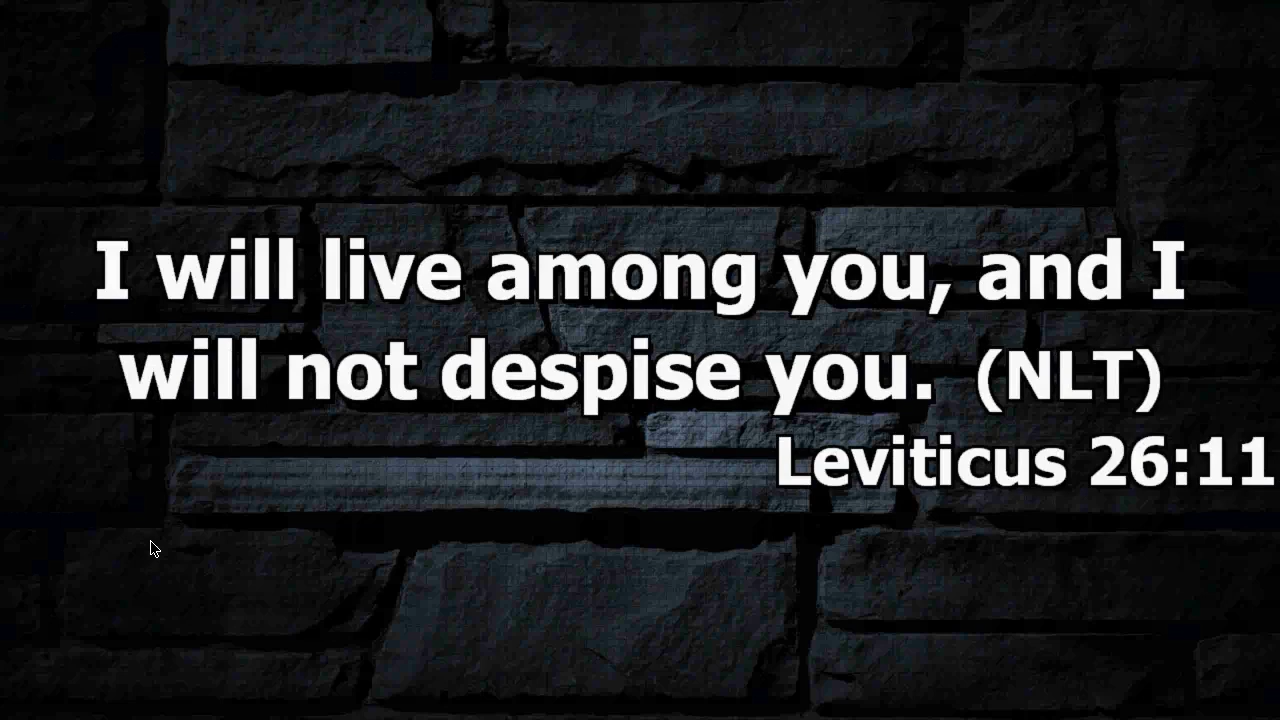 I will live among you, and I
will not despise you. (NLT)
Leviticus 26:11